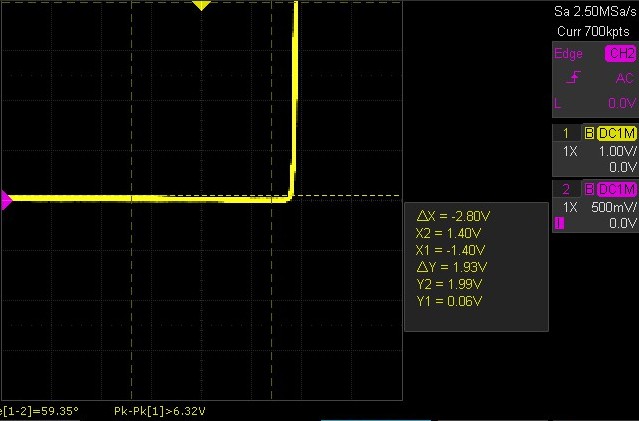 Sa 2.50MSa/s
Curr 700kpts
Edge CH2
AC
L 0.0V
1 B DC1M
1X 1.00V/
0.0V
2 B DC1M
1X 500mV/
I 0.0V
ΔX = -2.80V
X2 = 1.40V
X1 = -1.40V
ΔY = 1.93V
Y2 = 1.99V
Y1 = 0.06V
e[1-2]=59.35° Pk-Pk[1]>6.32V